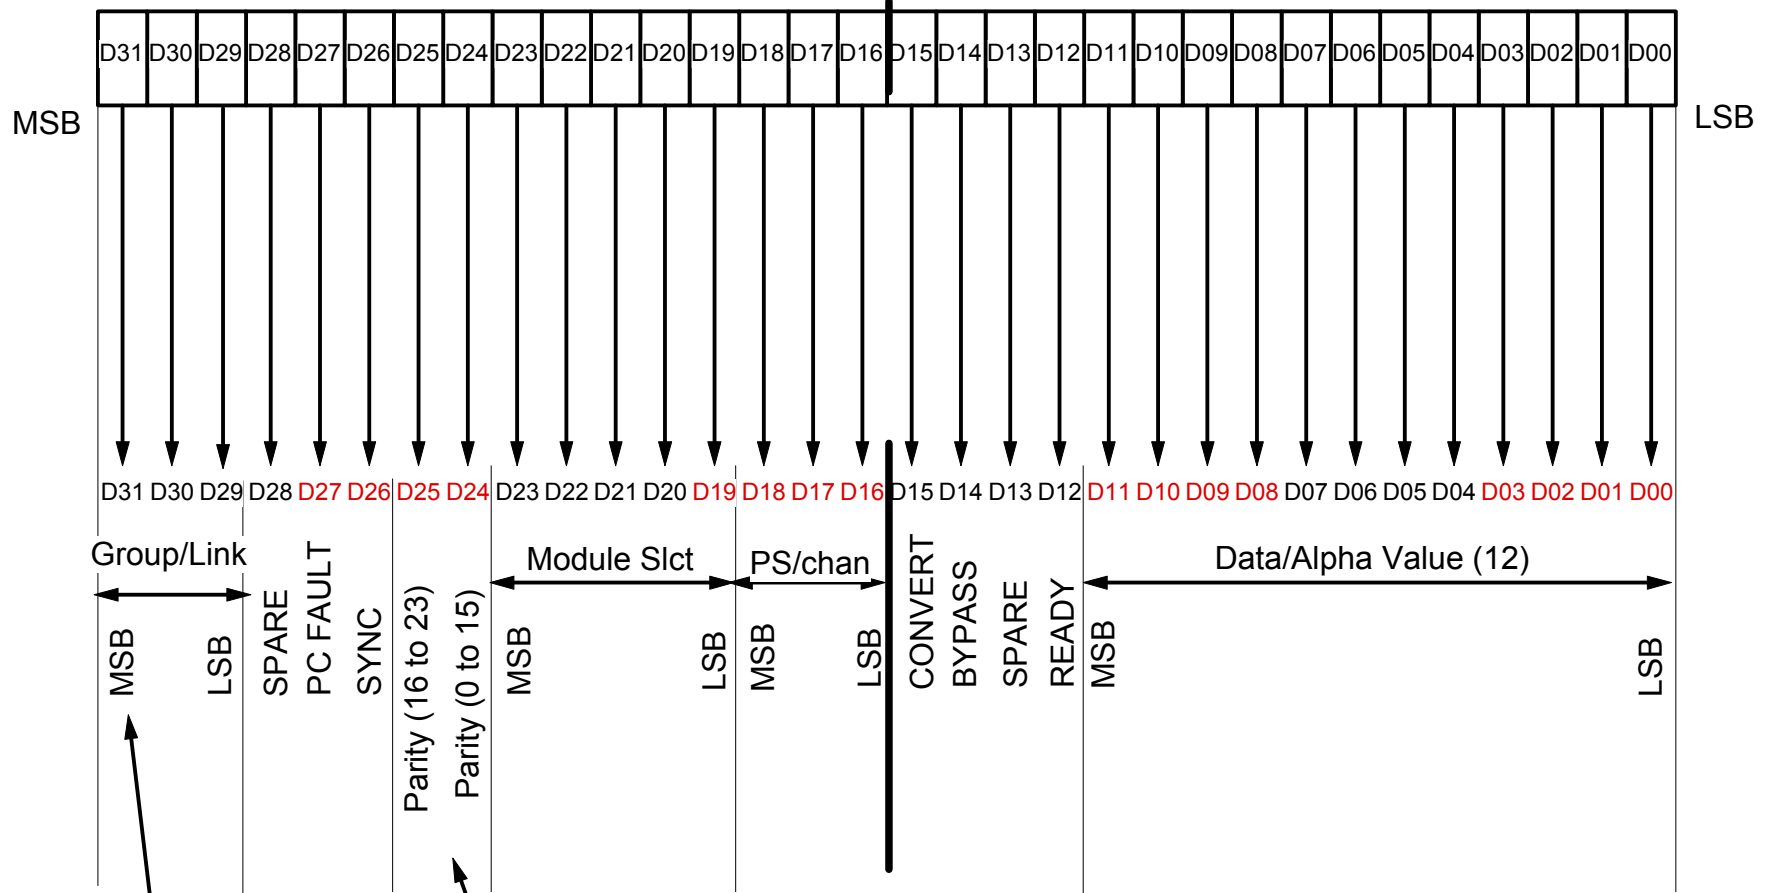 D31 D30 D29 D28 D27 D26 D25 D24 D23 D22 D21 D20 D19 D18 D17 D16 D15 D14 D13 D12 D11 D10 D09 D08 D07 D06 D05 D04 D03 D02 D01 D00
MSB
LSB
D31 D30 D29 D28 D27 D26 D25 D24 D23 D22 D21 D20 D19 D18 D17 D16 D15 D14 D13 D12 D11 D10 D09 D08 D07 D06 D05 D04 D03 D02 D01 D00
Group/Link
MSB
LSB
SPARE
PC FAULT
SYNC
Parity (16 to 23)
Parity (0 to 15)
Module Slct
MSB
LSB
PS/chan
MSB
LSB
CONVERT
BYPASS
SPARE
READY
Data/Alpha Value (12)
MSB
LSB